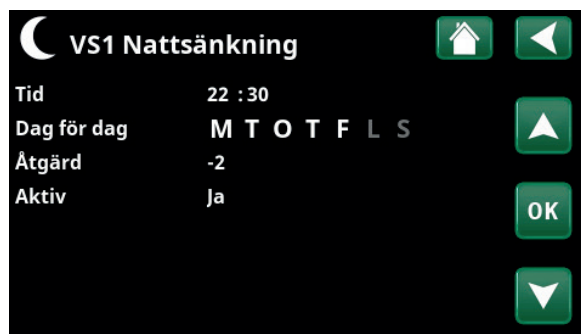 VS1 Nattsänkning
Tid 22 :30
Dag för dag M T O T F L S
Åtgärd -2
Aktiv Ja
OK